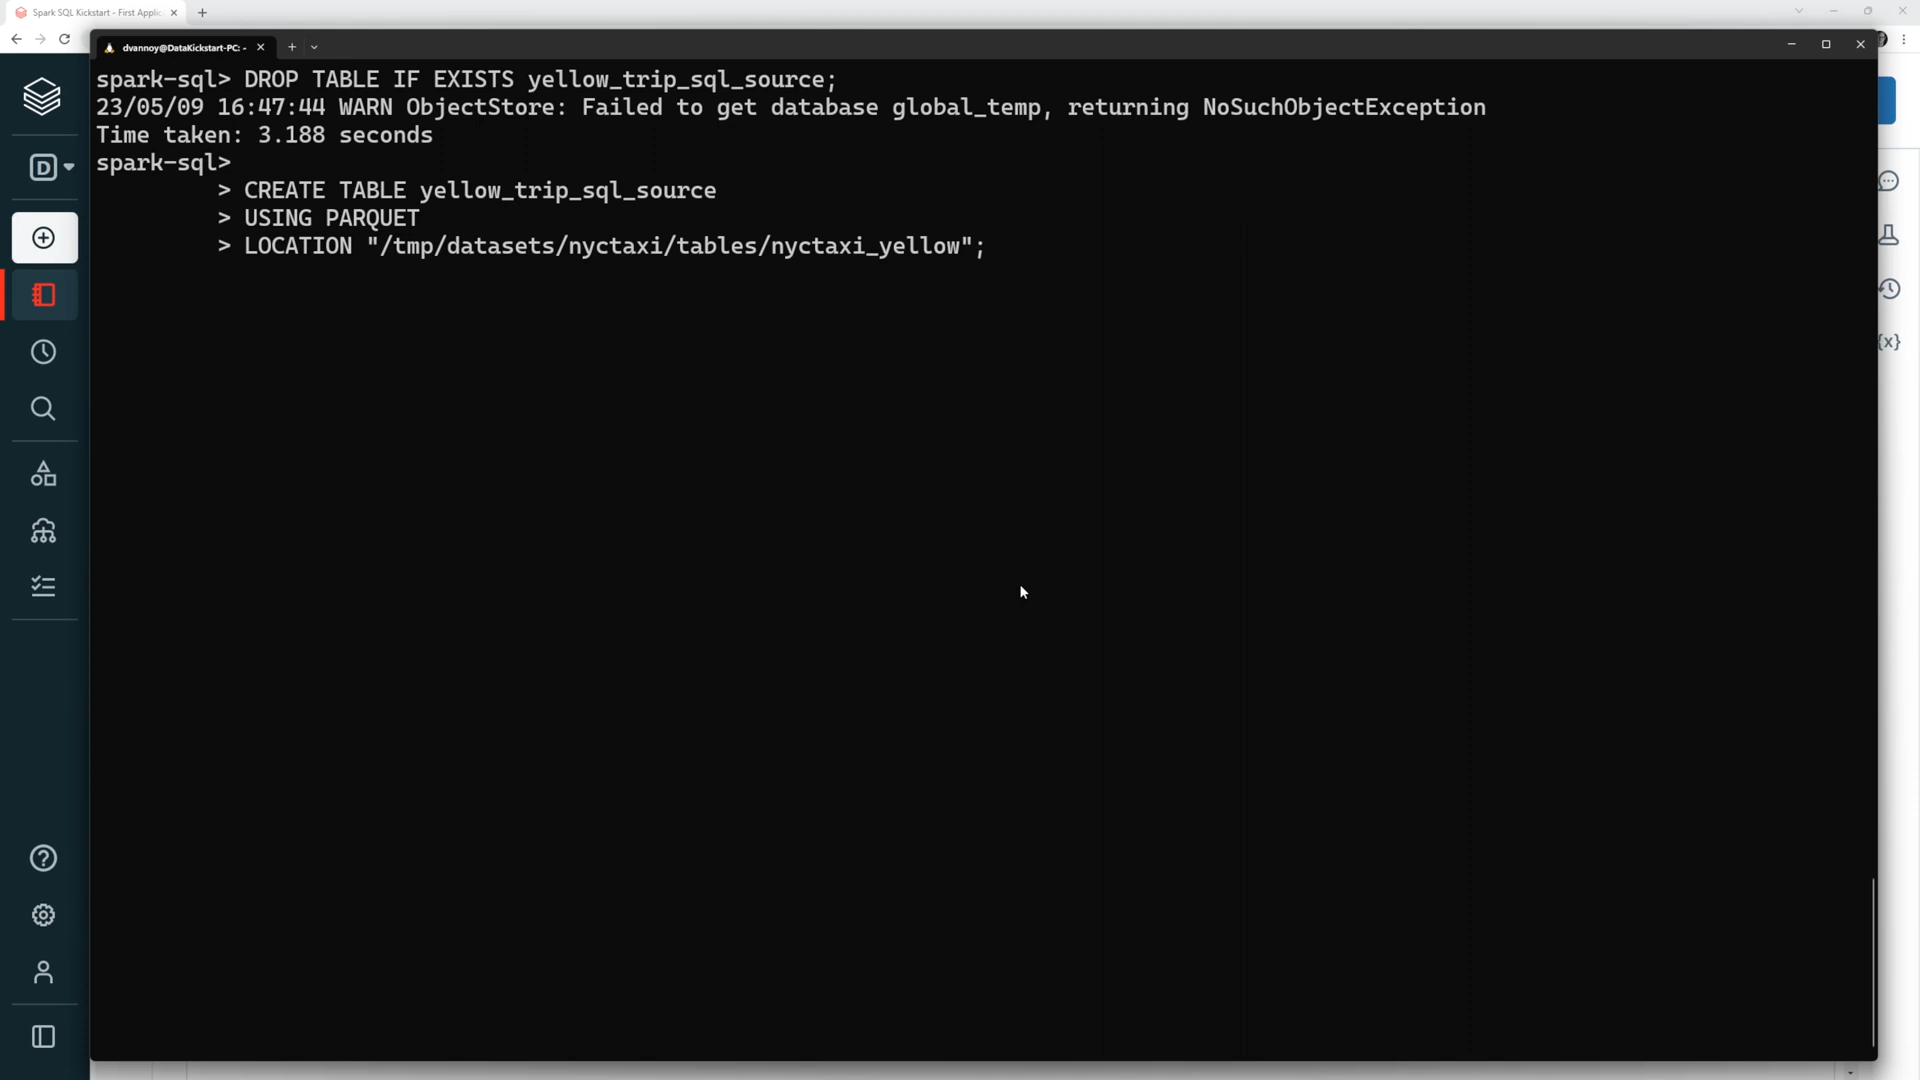 Spark SQL Kickstart - First Applic
dvannoy@DataKickstart-PC: ~
spark-sql> DROP TABLE IF EXISTS yellow_trip_sql_source;
23/05/09 16:47:44 WARN ObjectStore: Failed to get database global_temp, returning NoSuchObjectException
Time taken: 3.188 seconds
spark-sql>
         > CREATE TABLE yellow_trip_sql_source
         > USING PARQUET
         > LOCATION "/tmp/datasets/nyctaxi/tables/nyctaxi_yellow";
D
{x}